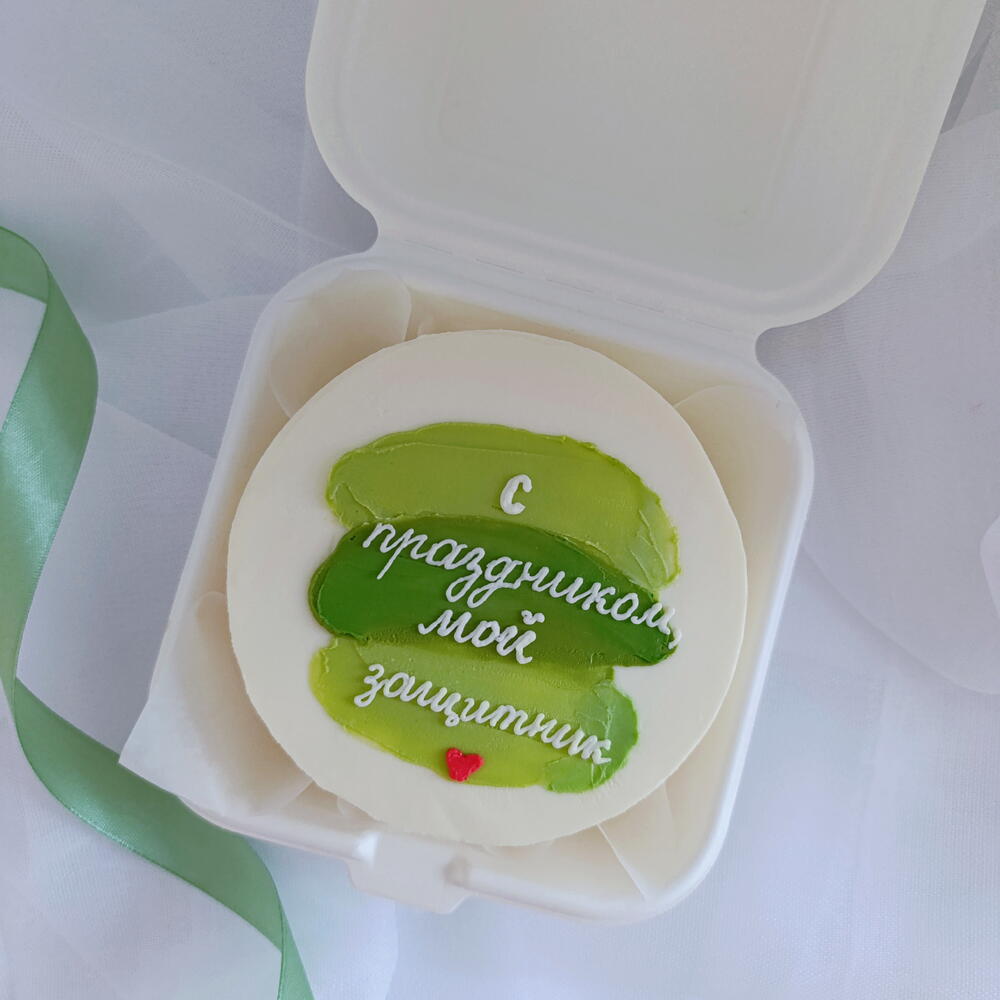 С
праздником,
мой
защитник